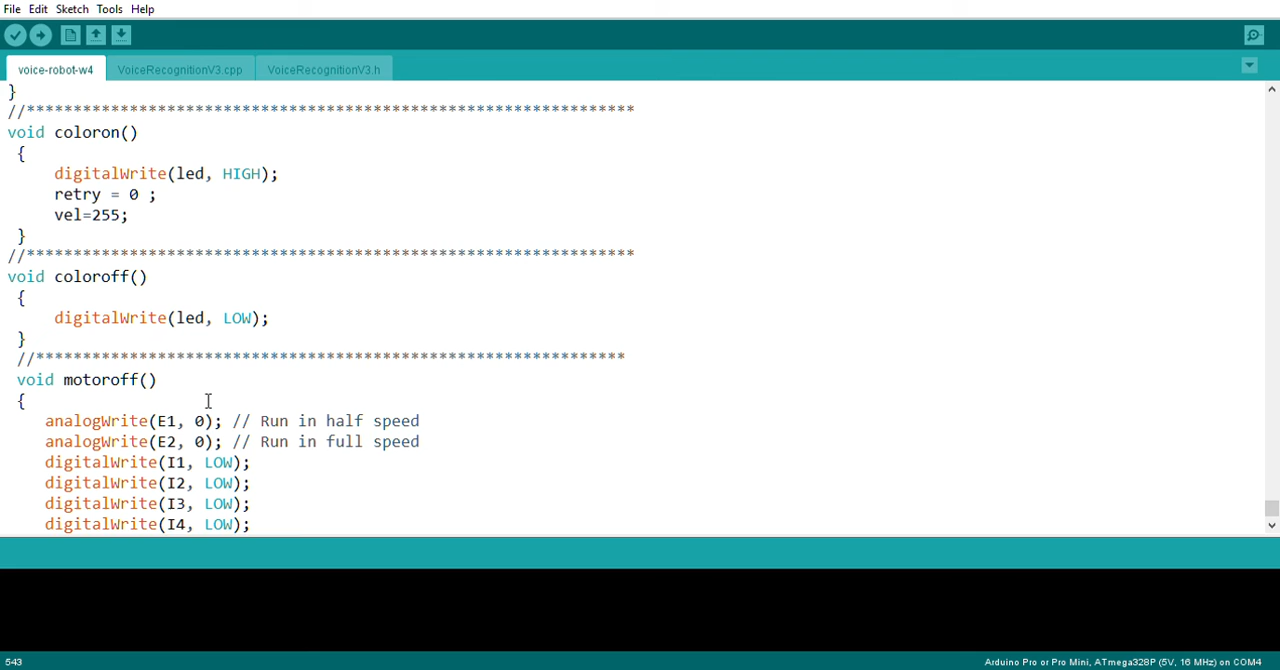 File Edit Sketch Tools Help
voice-robot-w4 VoiceRecognitionV3.cpp VoiceRecognitionV3.h
}
//*****************************************************************
void coloron()
{
digitalWrite(led, HIGH);
retry = 0 ;
vel=255;
}
//*****************************************************************
void coloroff()
{
digitalWrite(led, LOW);
}
//***************************************************************
void motoroff()
{
analogWrite(E1, 0); // Run in half speed
analogWrite(E2, 0); // Run in full speed
digitalWrite(I1, LOW);
digitalWrite(I2, LOW);
digitalWrite(I3, LOW);
digitalWrite(I4, LOW);
543 Arduino Pro or Pro Mini, ATmega328P (5V, 16 MHz) on COM4